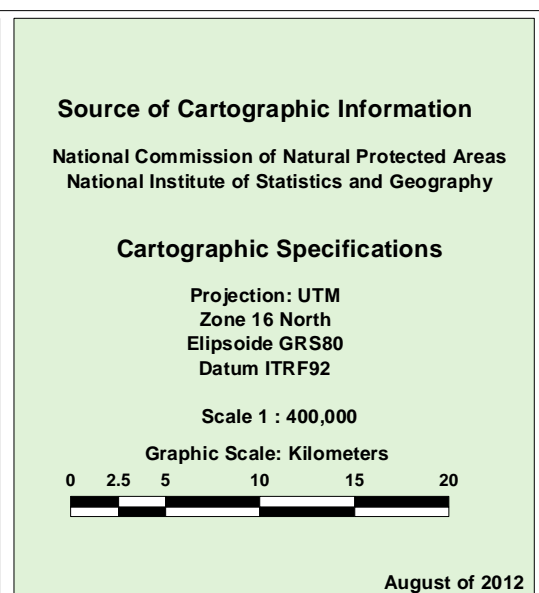 Source of Cartographic Information
National Commission of Natural Protected Areas
National Institute of Statistics and Geography
Cartographic Specifications
Projection: UTM
Zone 16 North
Elipsoide GRS80
Datum ITRF92
Scale 1 : 400,000
Graphic Scale: Kilometers
0 2.5 5 10 15 20
August of 2012